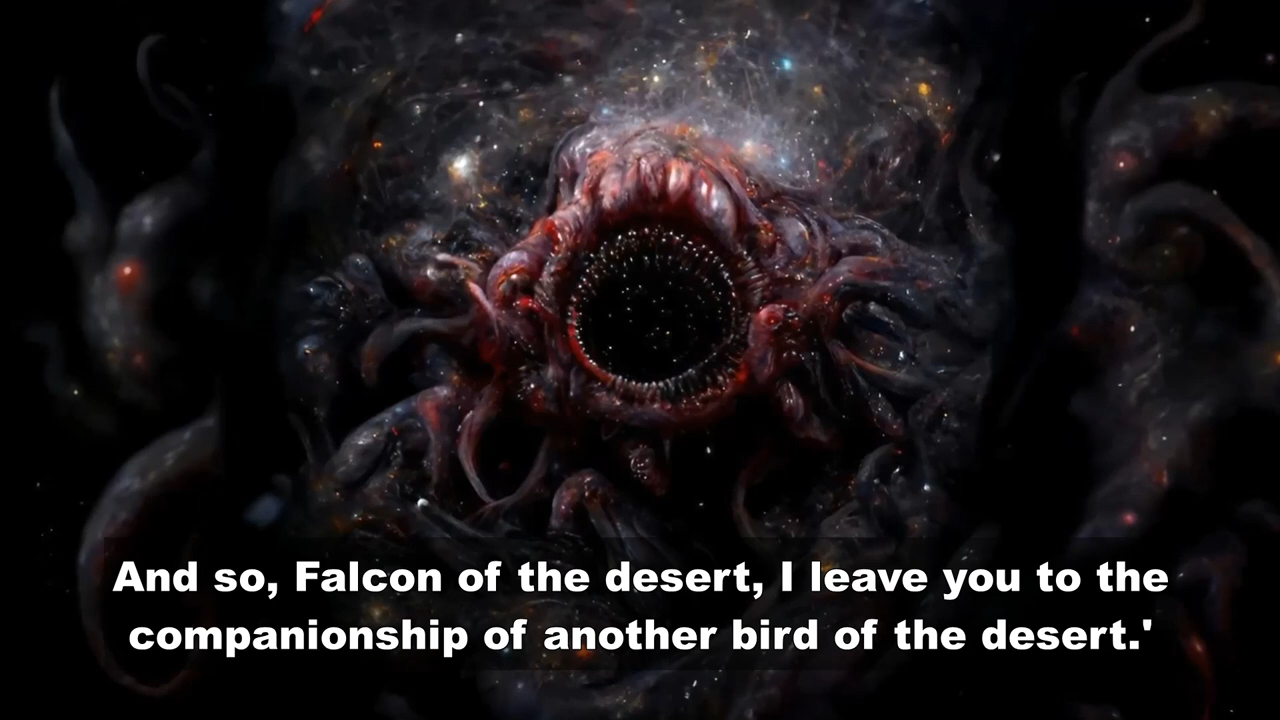 And so, Falcon of the desert, I leave you to the
companionship of another bird of the desert.'